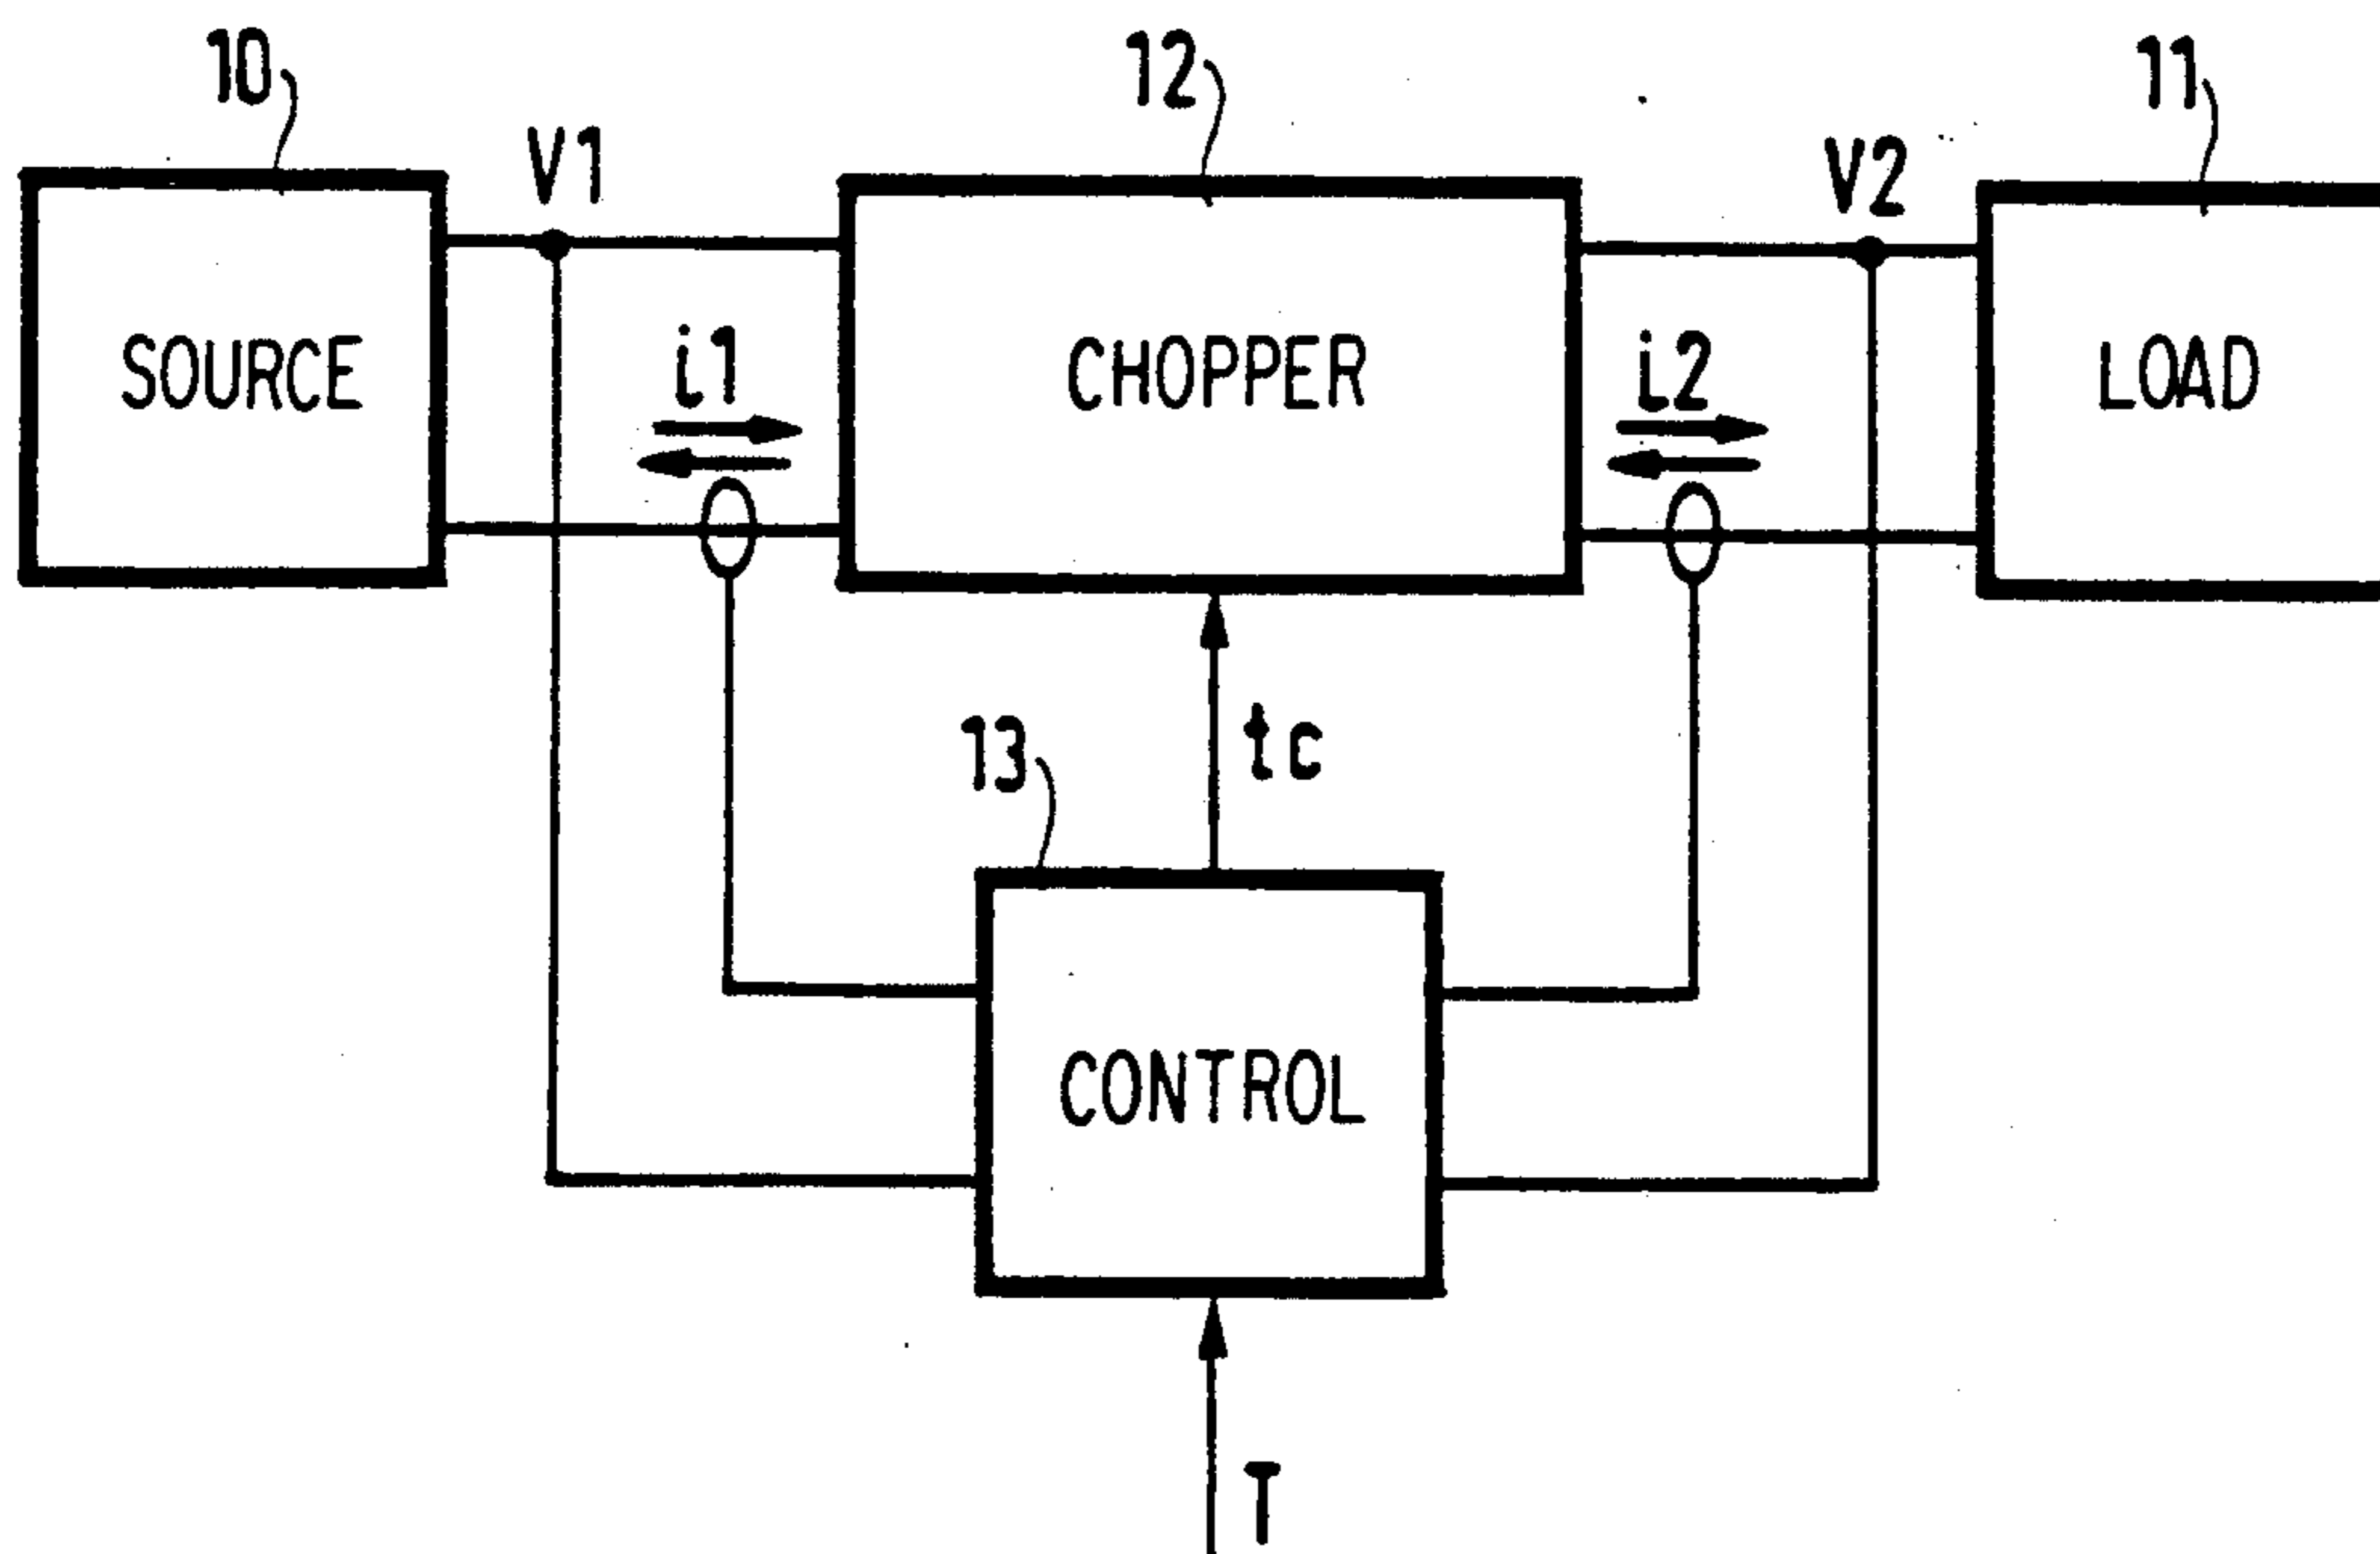 10
12
11
V1
V2
SOURCE
i1
CHOPPER
i2
LOAD
13
tc
CONTROL
T